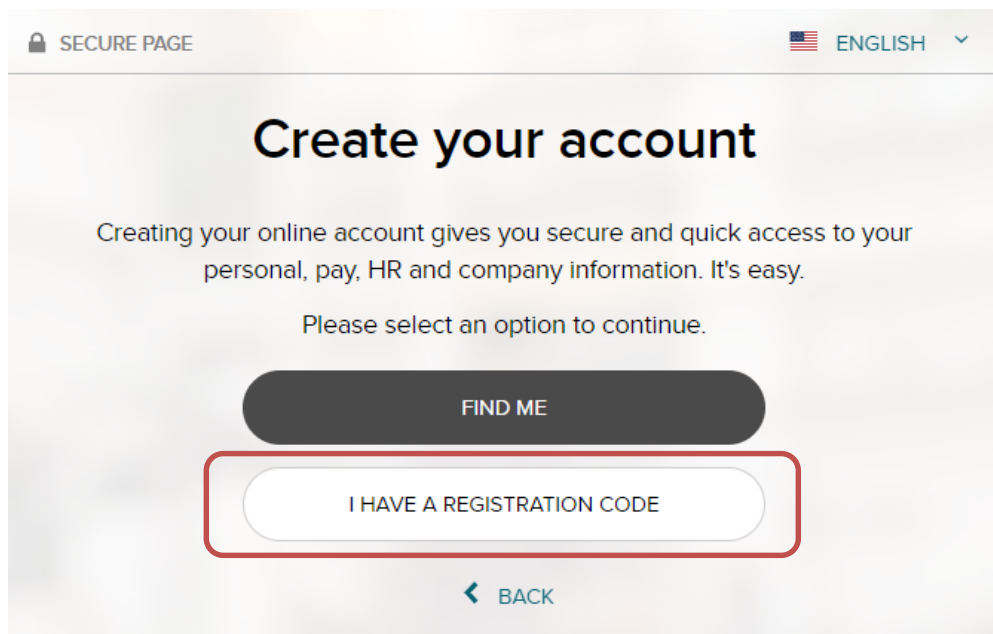 SECURE PAGE
ENGLISH
Create your account
Creating your online account gives you secure and quick access to your
personal, pay, HR and company information. It's easy.
Please select an option to continue.
FIND ME
I HAVE A REGISTRATION CODE
BACK